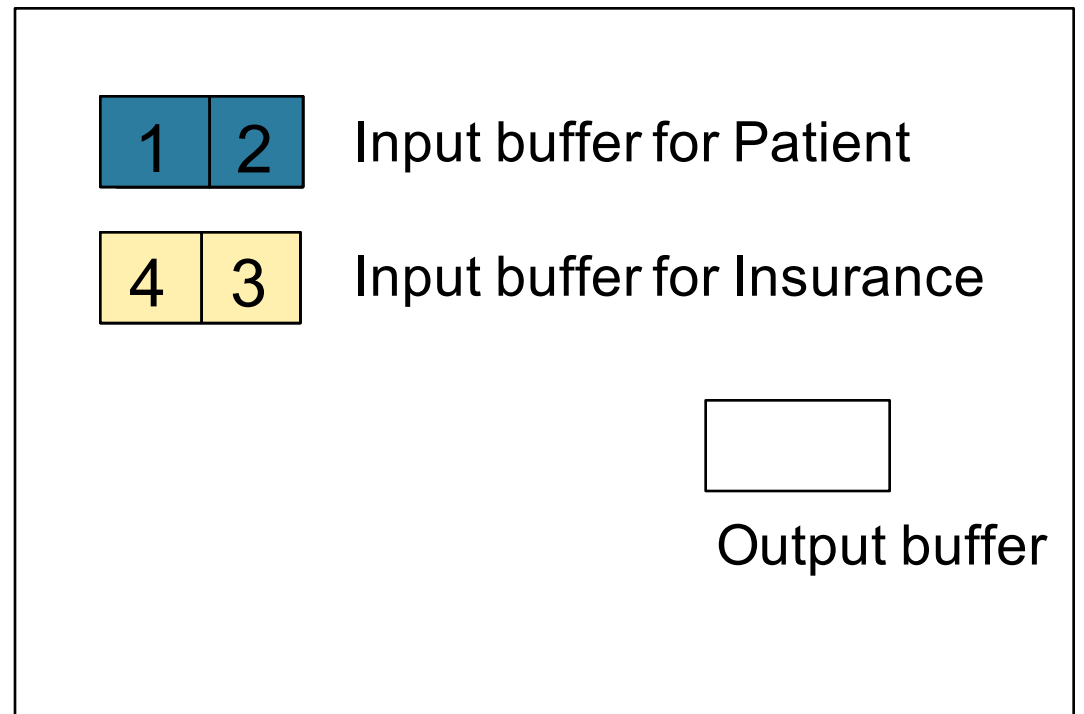 1 2 Input buffer for Patient
4 3 Input buffer for Insurance
Output buffer